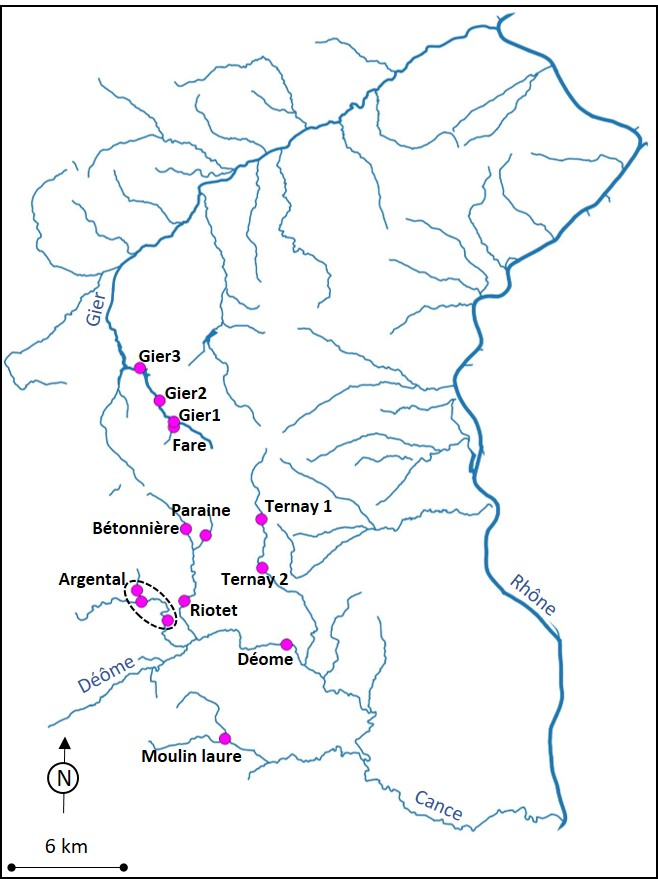 Gier
Gier3
Gier2
Gier1
Fare
Paraine
Ternay 1
Bétonnière
Argental
Ternay 2
Rhône
Riotet
Déome
Déôme
Moulin laure
N
Cance
6 km